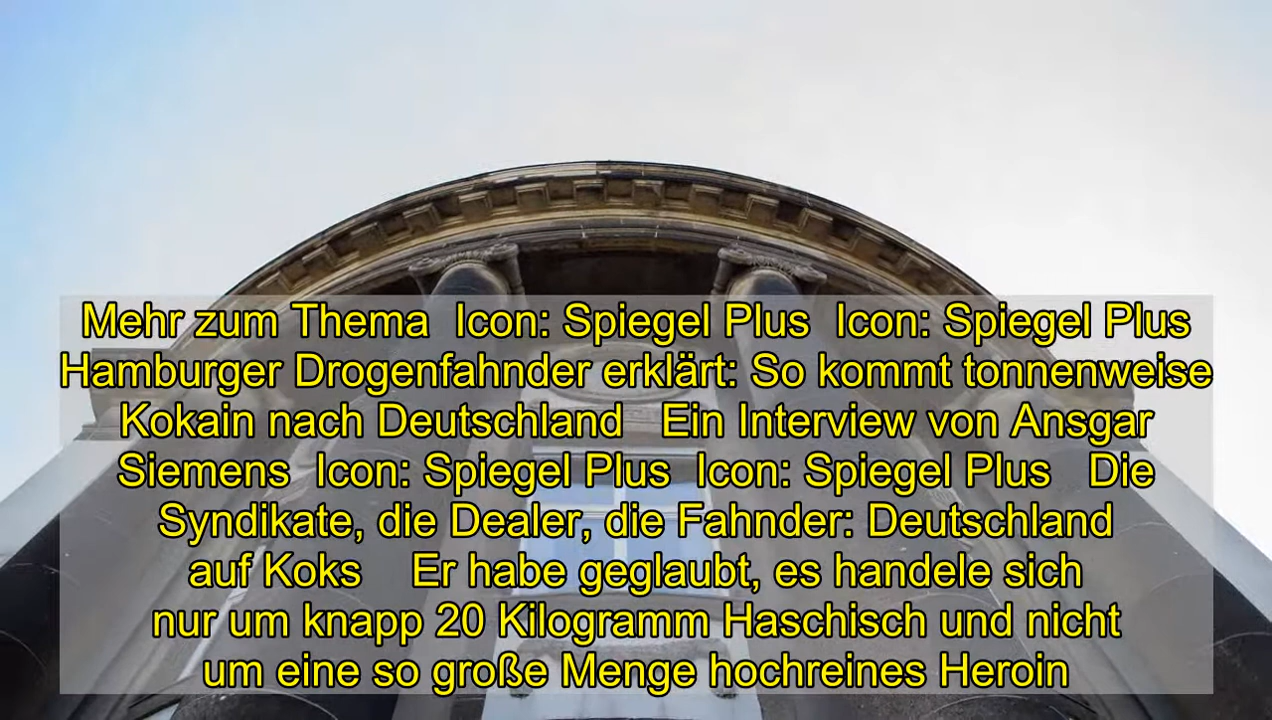 Mehr zum Thema  Icon: Spiegel Plus  Icon: Spiegel Plus
Hamburger Drogenfahnder erklärt: So kommt tonnenweise
Kokain nach Deutschland   Ein Interview von Ansgar
Siemens  Icon: Spiegel Plus  Icon: Spiegel Plus   Die
Syndikate, die Dealer, die Fahnder: Deutschland
auf Koks    Er habe geglaubt, es handele sich
nur um knapp 20 Kilogramm Haschisch und nicht
um eine so große Menge hochreines Heroin